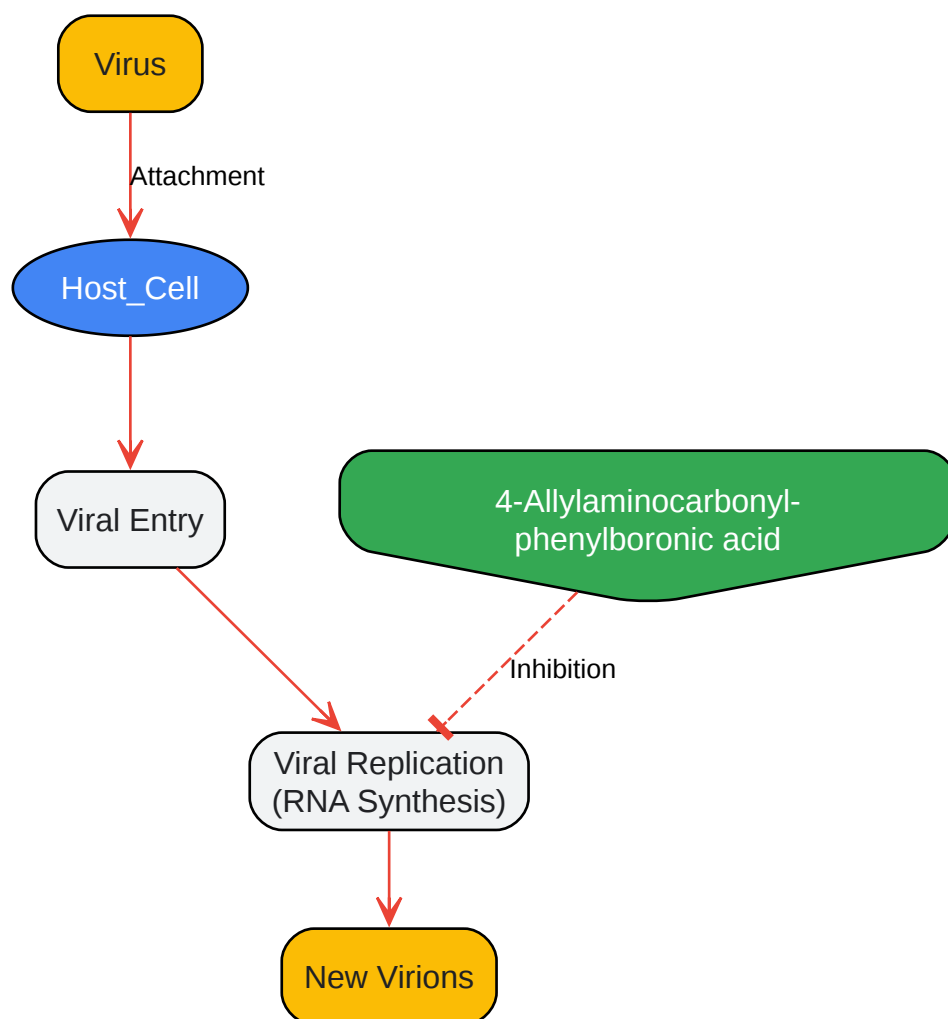 Virus
Attachment
Host_Cell
Viral Entry
4-Allylaminocarbonyl-
phenylboronic acid
Inhibition
Viral Replication
(RNA Synthesis)
New Virions